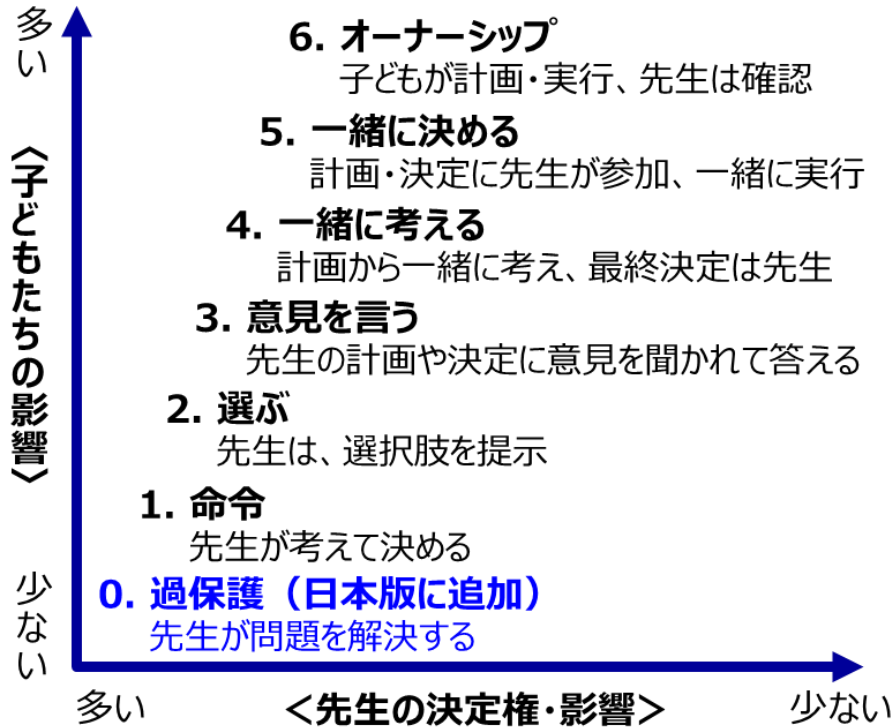 多い
6. オーナーシップ
子どもが計画・実行、先生は確認
5. 一緒に決める
計画・決定に先生が参加、一緒に実行
4. 一緒に考える
計画から一緒に考え、最終決定は先生
3. 意見を言う
先生の計画や決定に意見を聞かれて答える
2. 選ぶ
先生は、選択肢を提示
1. 命令
先生が考えて決める
0. 過保護（日本版に追加）
先生が問題を解決する
〈子どもたちの影響〉
少ない
多い
＜先生の決定権・影響＞
少ない